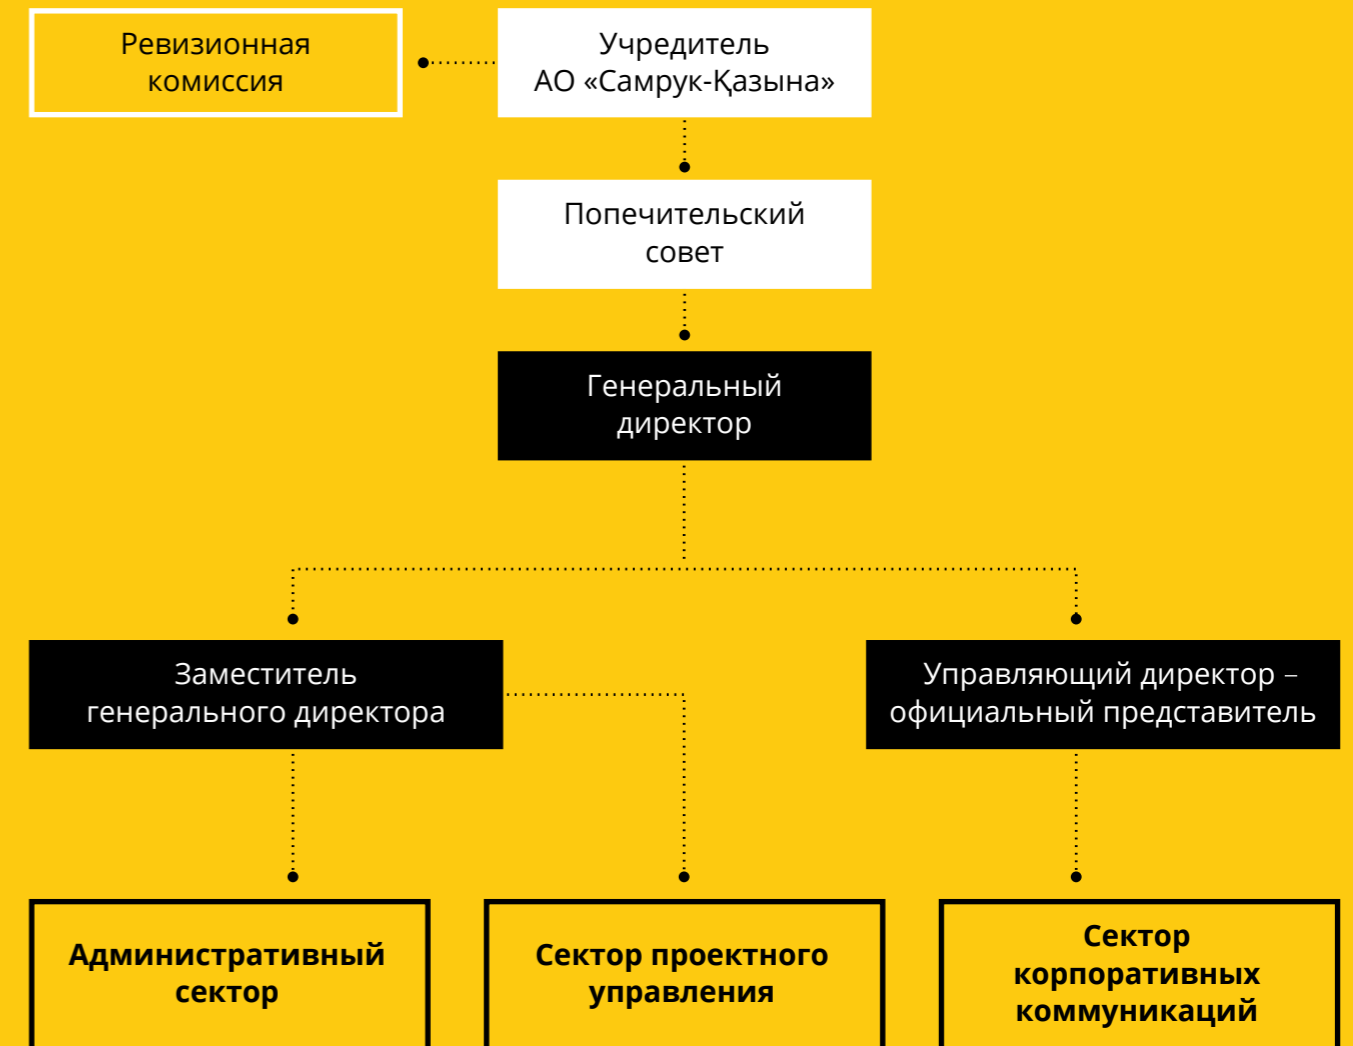 Ревизионная
комиссия
Учредитель
АО «Самрук-Қазына»
Попечительский
совет
Генеральный
директор
Заместитель
генерального директора
Управляющий директор –
официальный представитель
Административный
сектор
Сектор проектного
управления
Сектор
корпоративных
коммуникаций